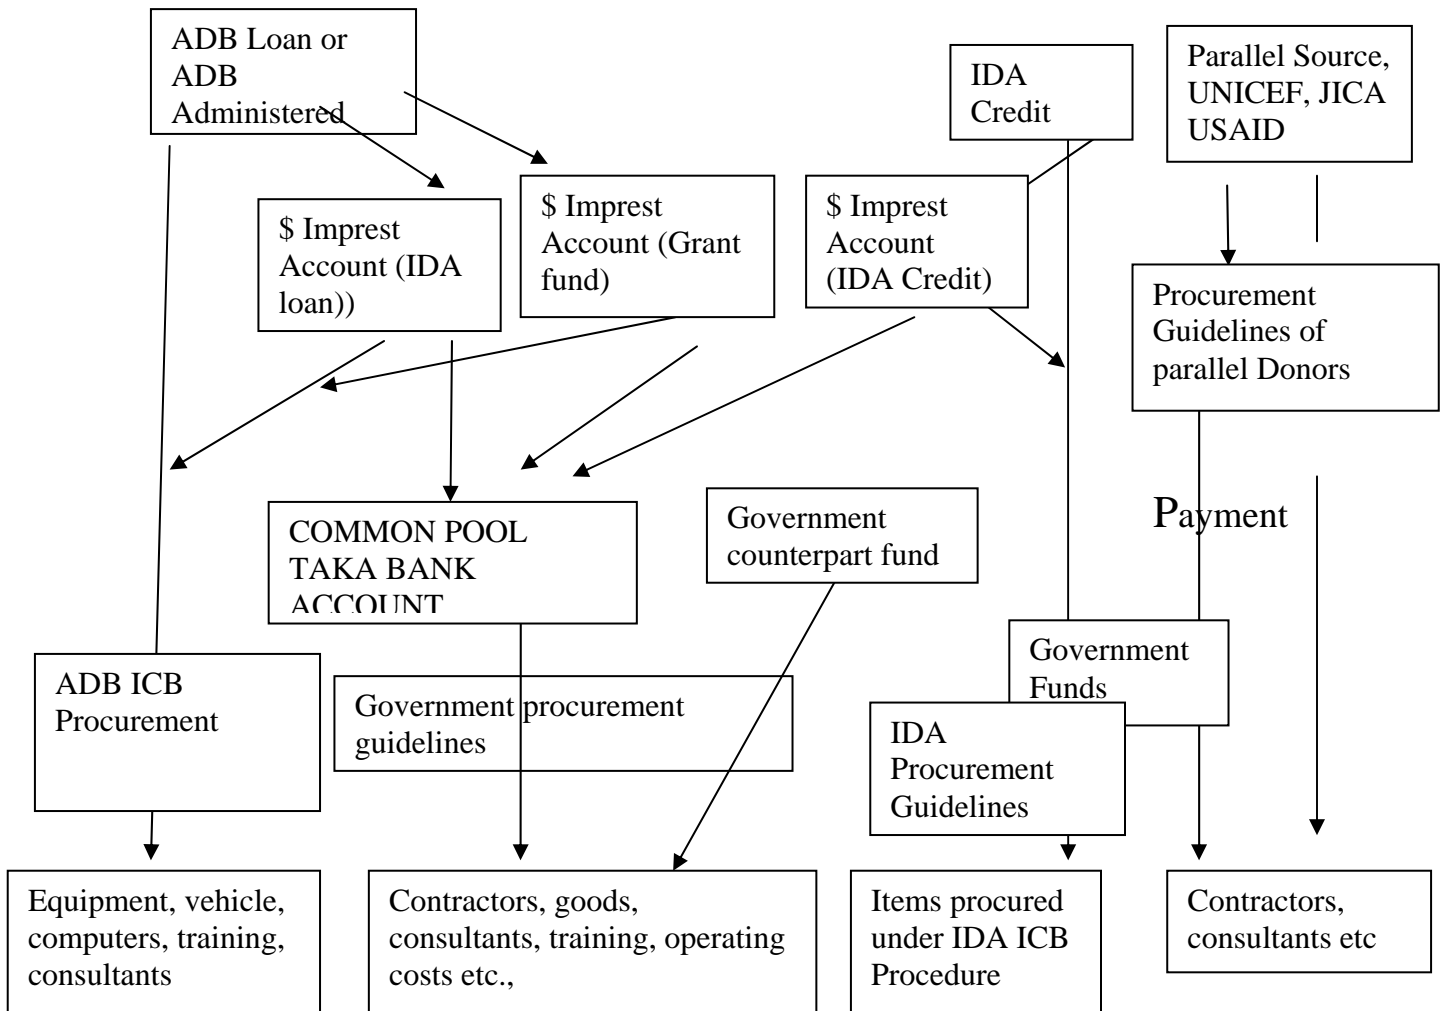 ADB Loan or
ADB
Administered
IDA
Credit
Parallel Source,
UNICEF, JICA
USAID
$ Imprest
Account (IDA
loan))
$ Imprest
Account (Grant
fund)
$ Imprest
Account
(IDA Credit)
Procurement
Guidelines of
parallel Donors
COMMON POOL
TAKA BANK
ACCOUNT
Government
counterpart fund
Payment
ADB ICB
Procurement
Government procurement
guidelines
Government
Funds
IDA
Procurement
Guidelines
Equipment, vehicle,
computers, training,
consultants
Contractors, goods,
consultants, training, operating
costs etc.,
Items procured
under IDA ICB
Procedure
Contractors,
consultants etc